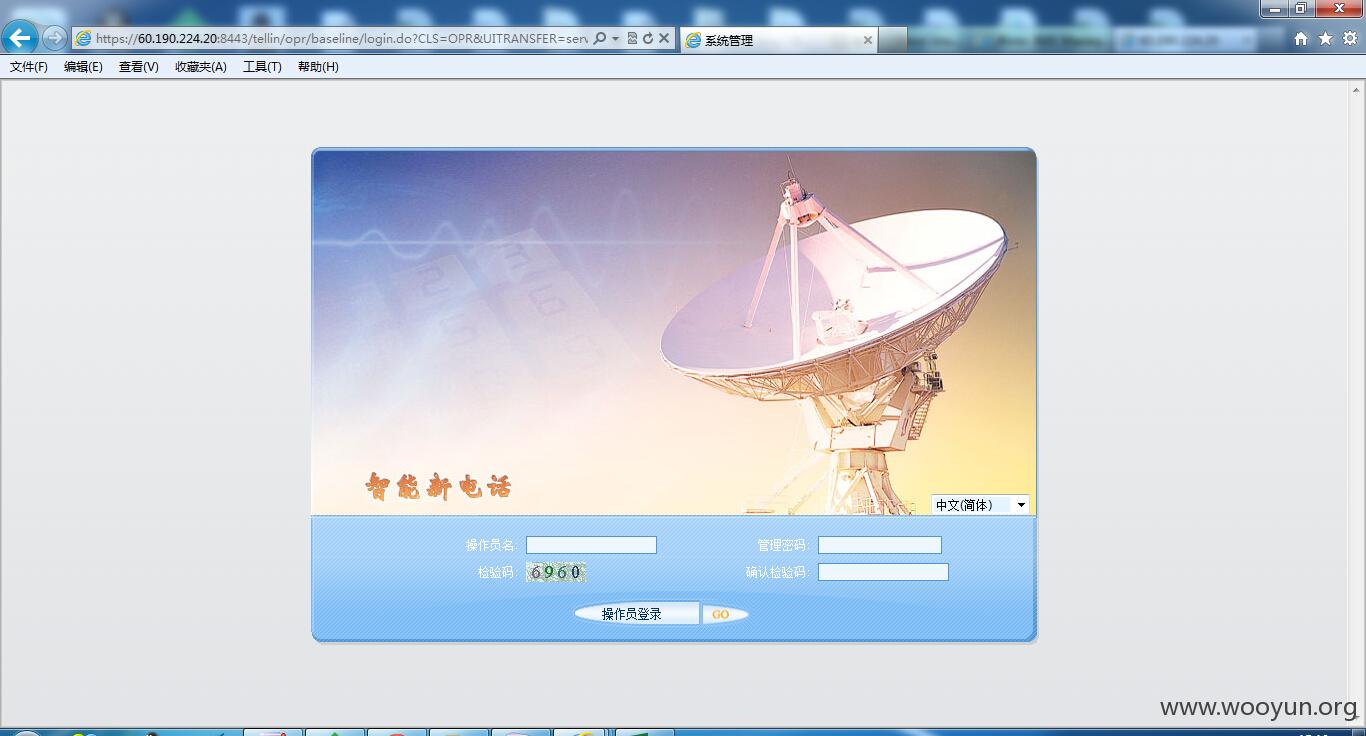 https://60.190.224.20:8443/tellin/opr/baseline/login.do?CLS=OPR&UITRANSFER=serv
系统管理
文件(F) 编辑(E) 查看(V) 收藏夹(A) 工具(T) 帮助(H)
智能新电话
中文(简体)
操作员名: 管理密码:
检验码: 6960 确认检验码:
操作员登录 GO
www.wooyun.org